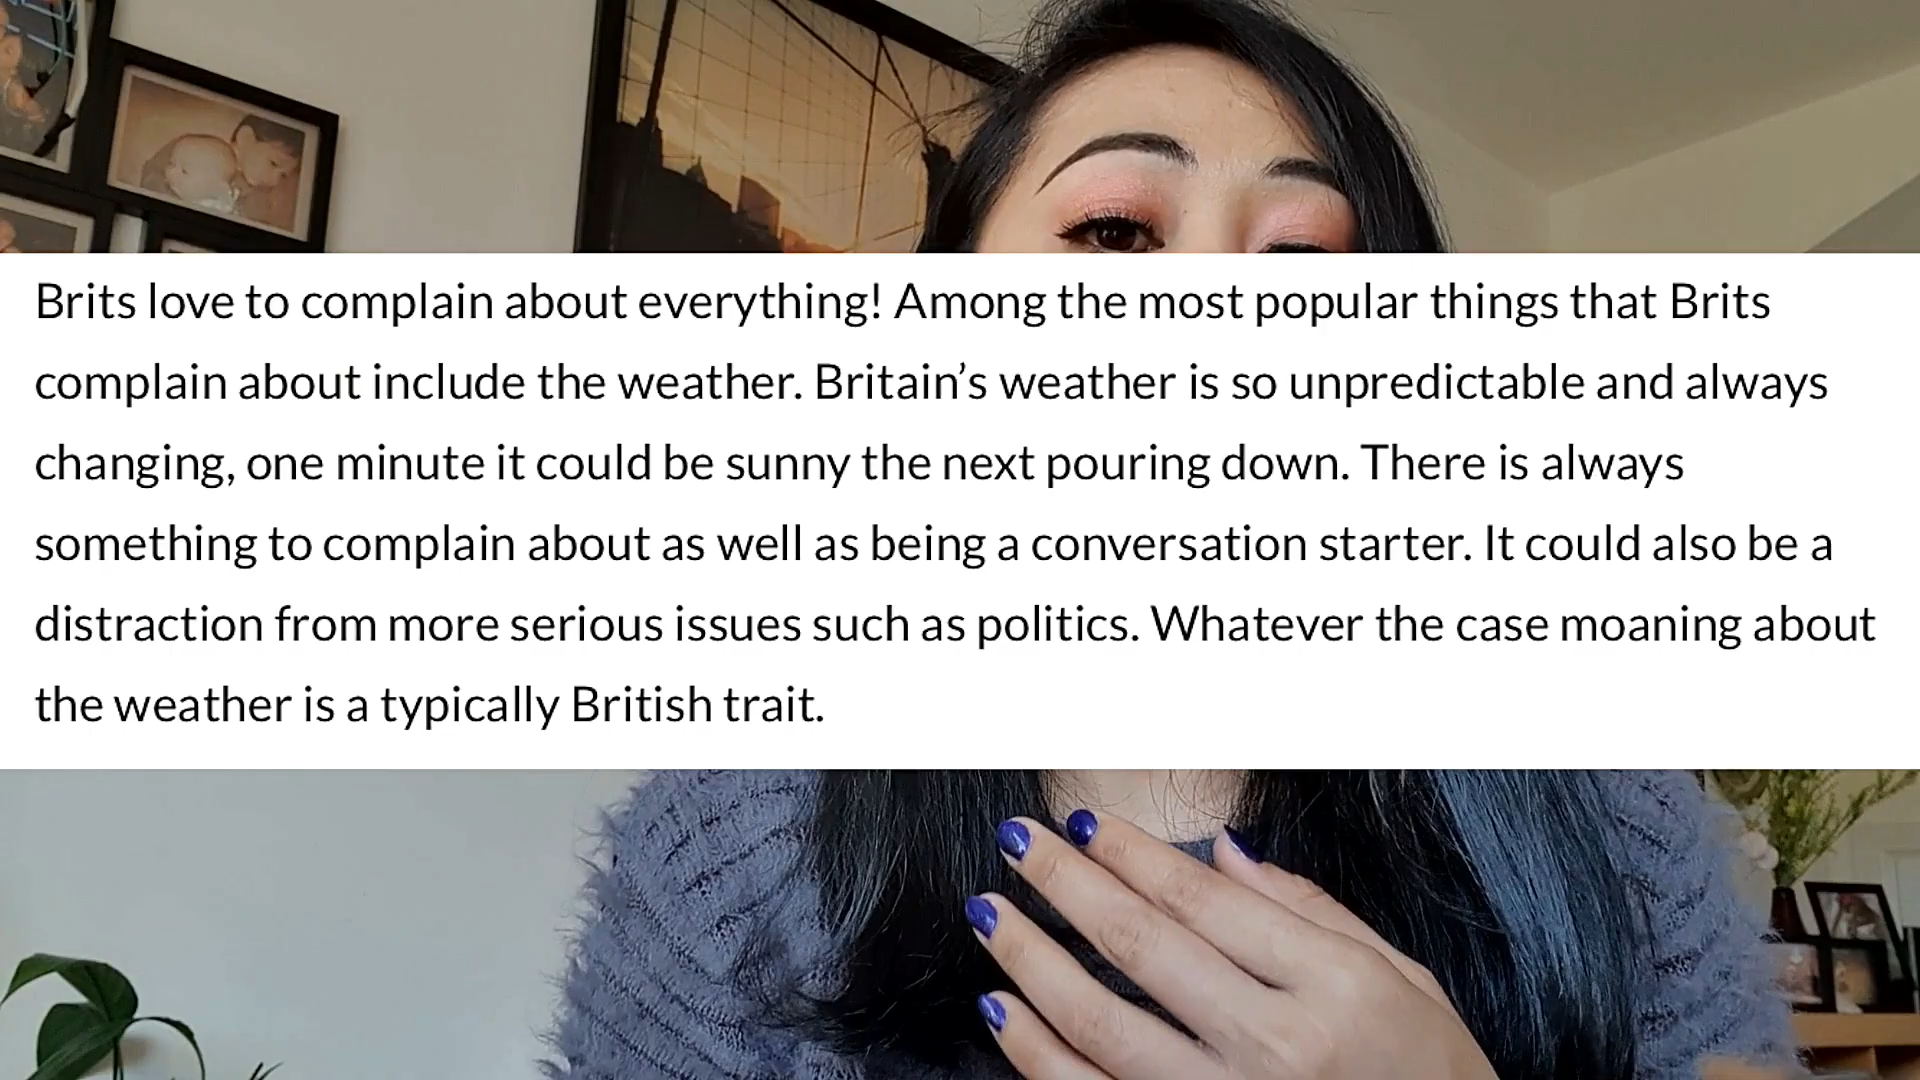 Brits love to complain about everything! Among the most popular things that Brits
complain about include the weather. Britain’s weather is so unpredictable and always
changing, one minute it could be sunny the next pouring down. There is always
something to complain about as well as being a conversation starter. It could also be a
distraction from more serious issues such as politics. Whatever the case moaning about
the weather is a typically British trait.